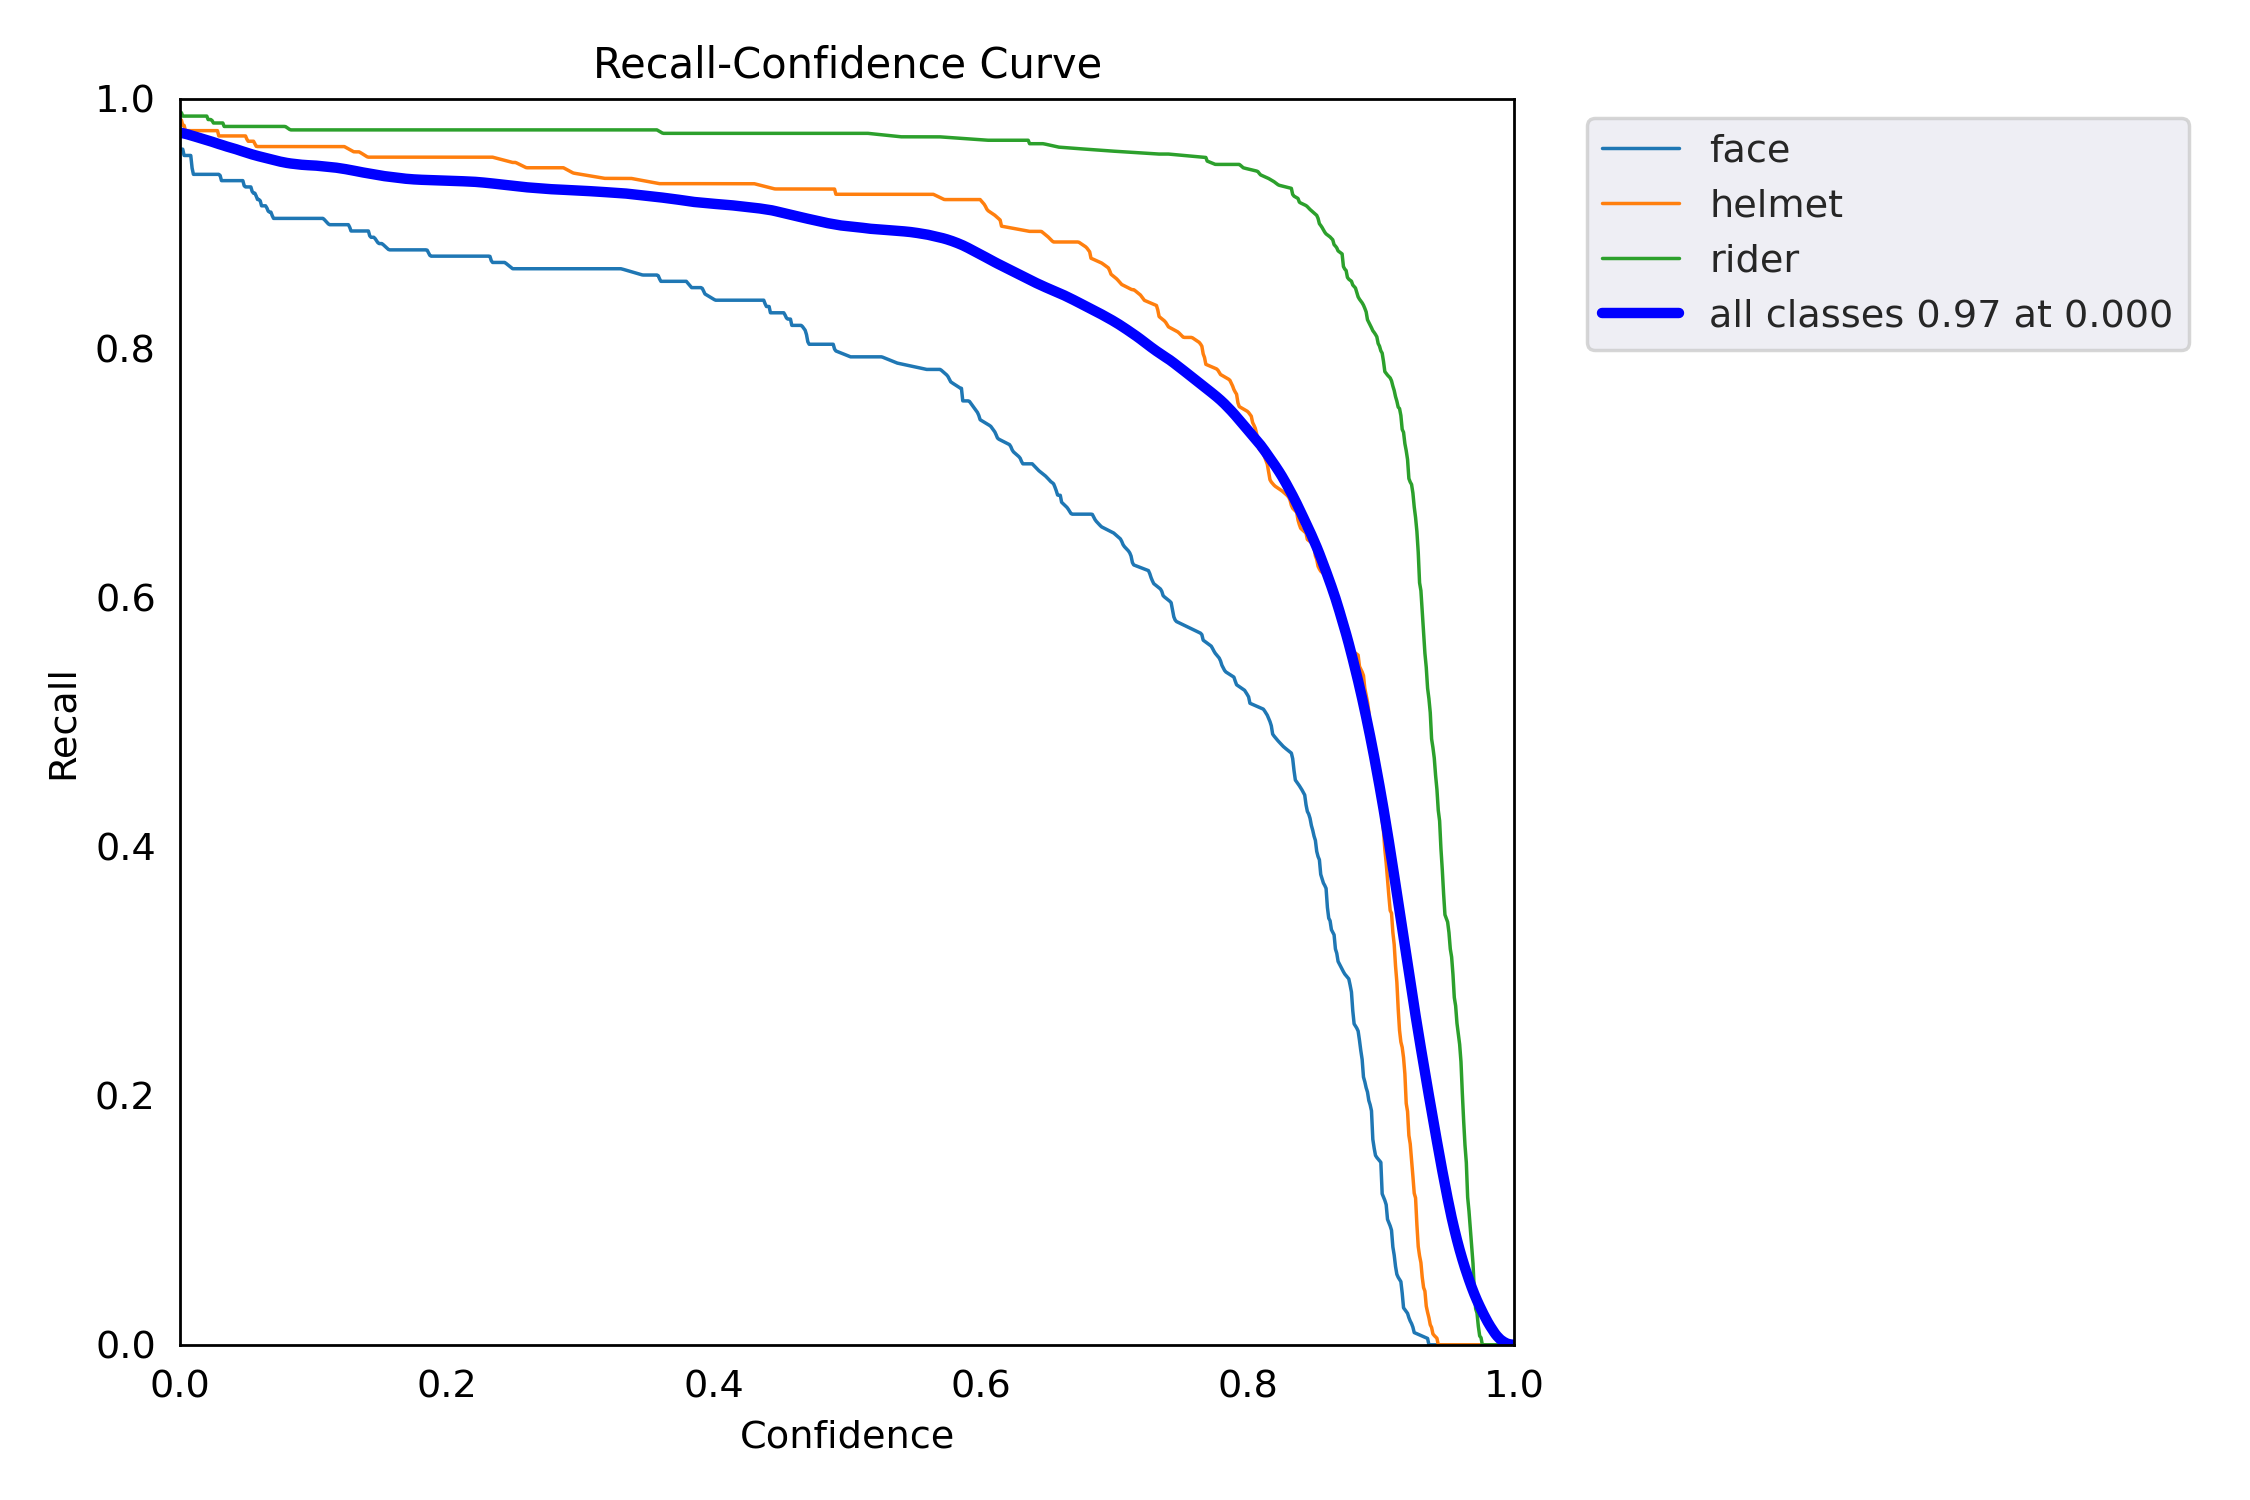 Recall-Confidence Curve
1.0
0.8
0.6
0.4
0.2
0.0
Recall
0.0 0.2 0.4 0.6 0.8 1.0
Confidence
face
helmet
rider
all classes 0.97 at 0.000